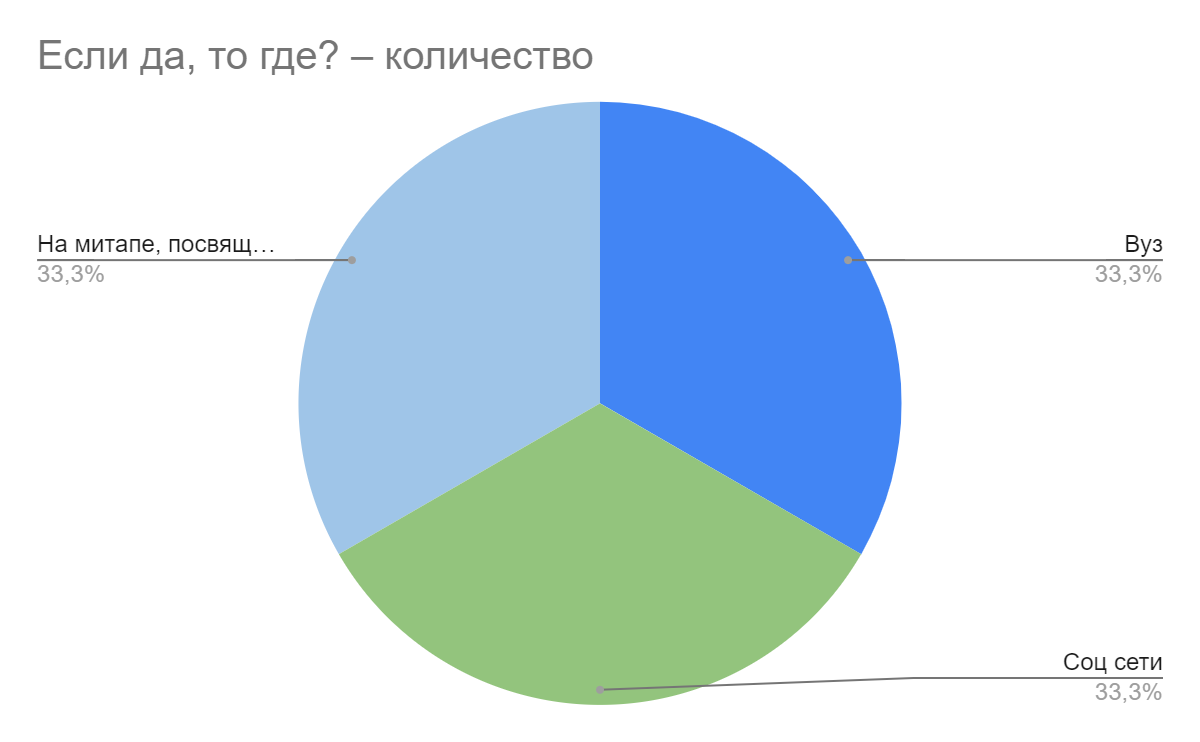 Если да, то где? – количество
На митапе, посвящ…
33,3%
Вуз
33,3%
Соц сети
33,3%